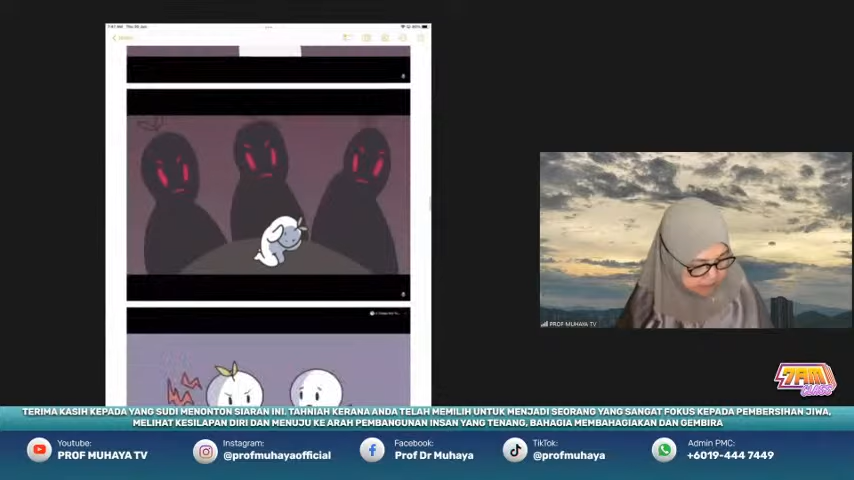 PROF MUHAYA TV
7AM
CLASS
TERIMA KASIH KEPADA YANG SUDI MENONTON SIARAN INI. TAHNIAH KERANA ANDA TELAH MEMILIH UNTUK MENJADI SEORANG YANG SANGAT FOKUS KEPADA PEMBERSIHAN JIWA,
MELIHAT KESILAPAN DIRI DAN MENUJU KE ARAH PEMBANGUNAN INSAN YANG TENANG, BAHAGIA MEMBAHAGIAKAN DAN GEMBIRA
Youtube:
PROF MUHAYA TV
Instagram:
@profmuhayaofficial
Facebook:
Prof Dr Muhaya
TikTok:
@profmuhaya
Admin PMC:
+6019-444 7449